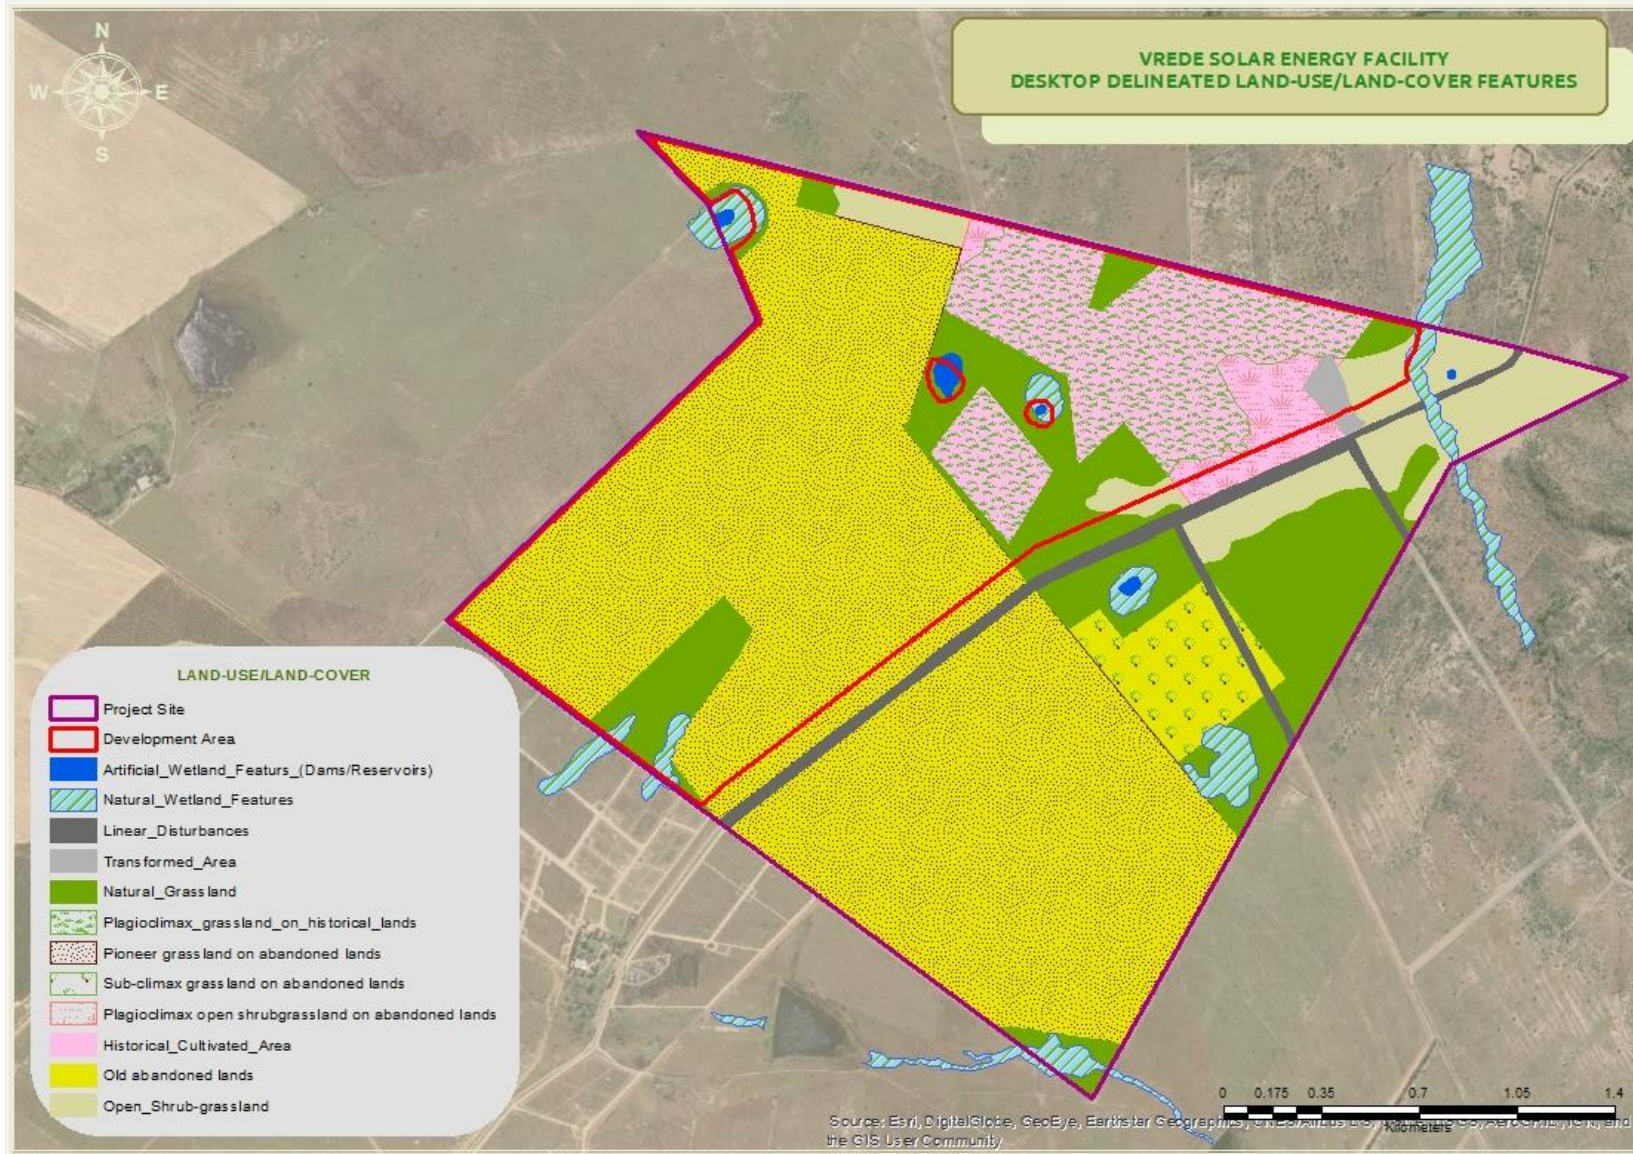 N
W E
S
VREDE SOLAR ENERGY FACILITY
DESKTOP DELINEATED LAND-USE/LAND-COVER FEATURES
LAND-USE/LAND-COVER
Project Site
Development Area
Artificial_Wetland_Featurs_(Dams/Reservoirs)
Natural_Wetland_Features
Linear_Disturbances
Transformed_Area
Natural_Grassland
Plagioclimax_grassland_on_historical_lands
Pioneer grassland on abandoned lands
Sub-climax grassland on abandoned lands
Plagioclimax open shrubgrassland on abandoned lands
Historical_Cultivated_Area
Old abandoned lands
Open_Shrub-grassland
0 0.175 0.35 0.7 1.05 1.4
Kilometers
Source: Esri, DigitalGlobe, GeoEye, Earthstar Geographics, and
the GIS User Community